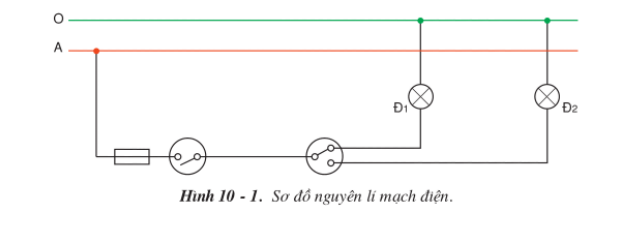 O
A
Đ1
Đ2
Hình 10 - 1. Sơ đồ nguyên lí mạch điện.